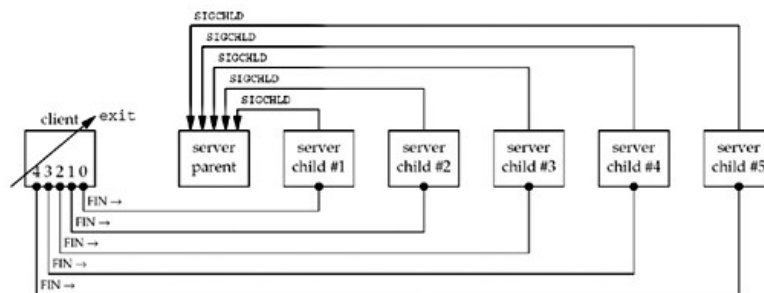 SIGCHLD
SIGCHLD
SIGCHLD
SIGCHLD
SIGCHLD
client
exit
4 3 2 1 0
server
parent
server
child #1
server
child #2
server
child #3
server
child #4
server
child #5
FIN →
FIN →
FIN →
FIN →
FIN →